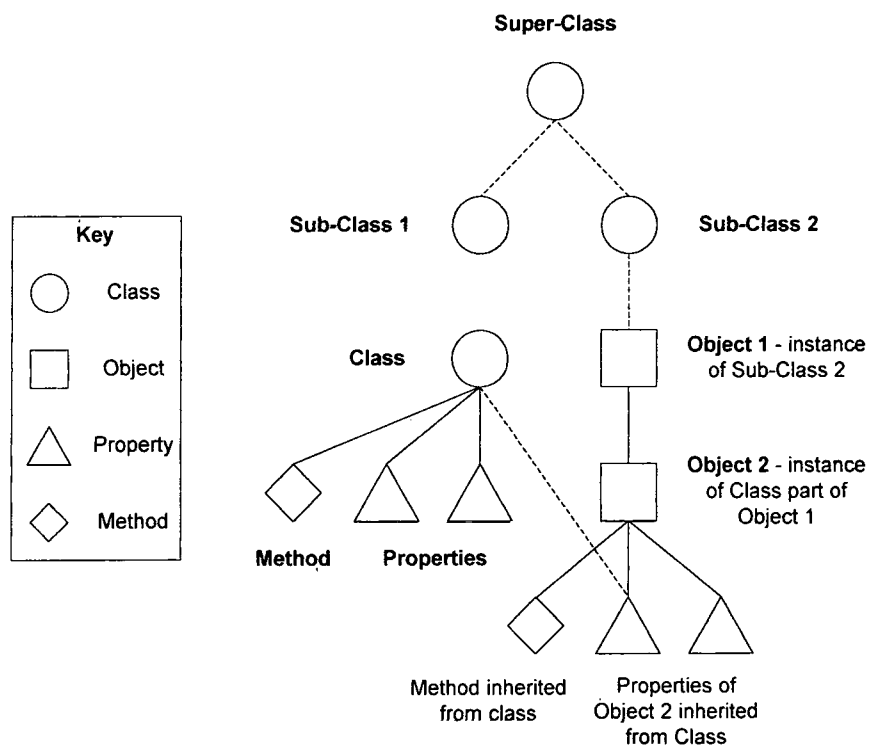 Super-Class
Sub-Class 1
Sub-Class 2
Key
Class
Object
Property
Method
Class
Object 1 - instance
of Sub-Class 2
Object 2 - instance
of Class part of
Object 1
Method
Properties
Method inherited
from class
Properties of
Object 2 inherited
from Class